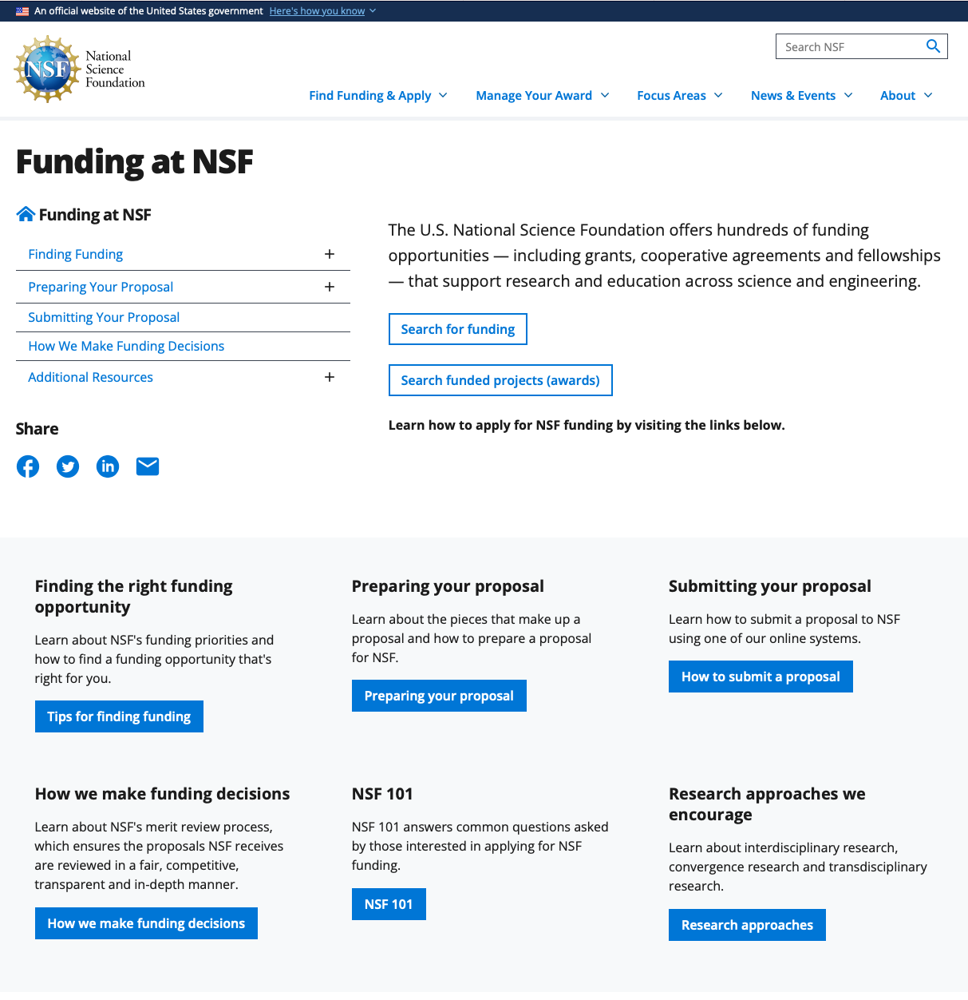 An official website of the United States government Here's how you know
NSF
National
Science
Foundation
Search NSF
Find Funding & Apply Manage Your Award Focus Areas News & Events About
Funding at NSF
Funding at NSF
Finding Funding
Preparing Your Proposal
Submitting Your Proposal
How We Make Funding Decisions
Additional Resources
Share
The U.S. National Science Foundation offers hundreds of funding
opportunities — including grants, cooperative agreements and fellowships
— that support research and education across science and engineering.
Search for funding
Search funded projects (awards)
Learn how to apply for NSF funding by visiting the links below.
Finding the right funding
opportunity
Learn about NSF's funding priorities and
how to find a funding opportunity that's
right for you.
Tips for finding funding
Preparing your proposal
Learn about the pieces that make up a
proposal and how to prepare a proposal
for NSF.
Preparing your proposal
Submitting your proposal
Learn how to submit a proposal to NSF
using one of our online systems.
How to submit a proposal
How we make funding decisions
Learn about NSF's merit review process,
which ensures the proposals NSF receives
are reviewed in a fair, competitive,
transparent and in-depth manner.
How we make funding decisions
NSF 101
NSF 101 answers common questions asked
by those interested in applying for NSF
funding.
NSF 101
Research approaches we
encourage
Learn about interdisciplinary research,
convergence research and transdisciplinary
research.
Research approaches